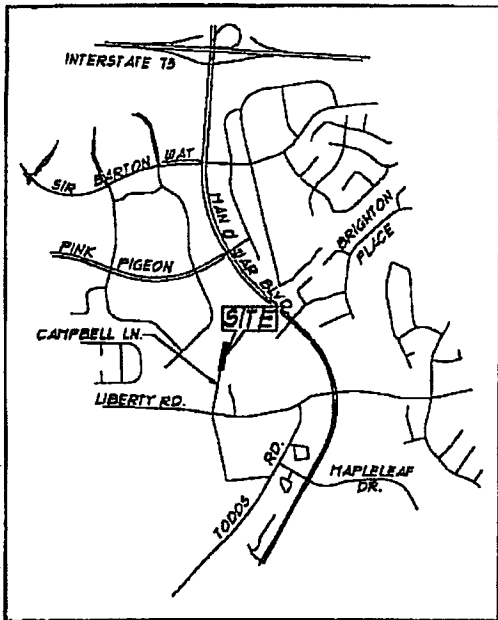 INTERSTATE 75
SIR BARTON WAY
MAN O WAR BLVD.
BRIGHTON PLACE
PINK PIGEON
SITE
CAMPBELL LN.
LIBERTY RD.
TODDS RD.
MAPLELEAF
DR.